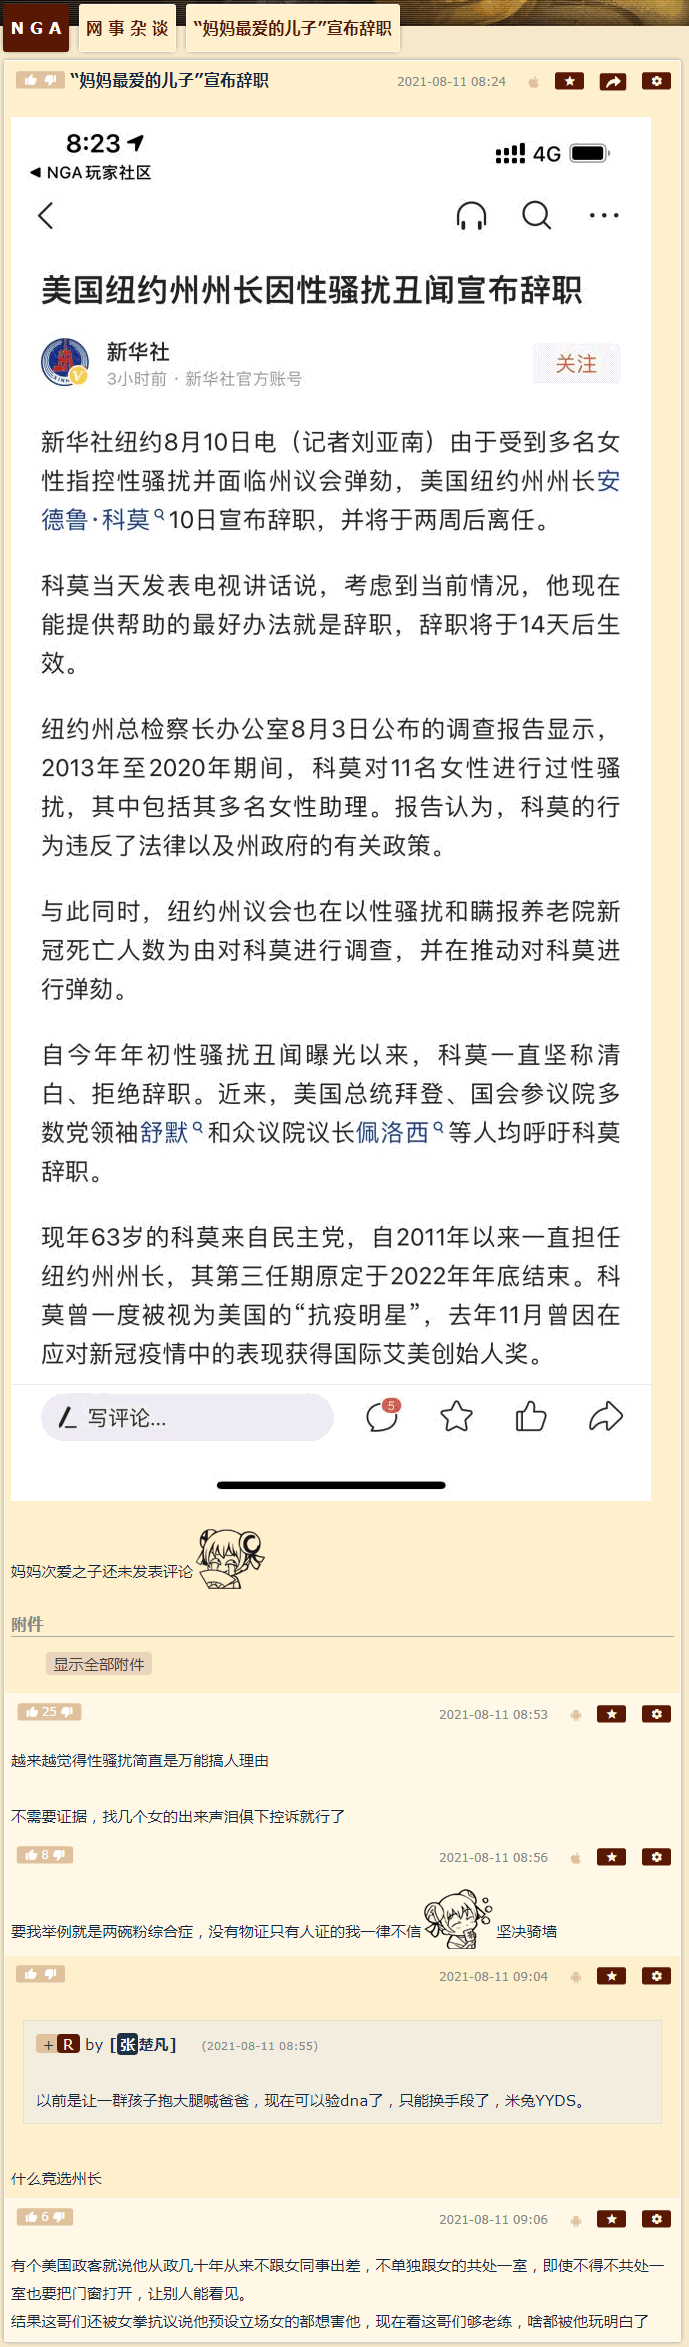 NGA 网事杂谈 “妈妈最爱的儿子”宣布辞职
“妈妈最爱的儿子”宣布辞职 2021-08-11 08:24
8:23 4G
◀ NGA玩家社区
美国纽约州州长因性骚扰丑闻宣布辞职
新华社
3小时前 · 新华社官方账号
关注
新华社纽约8月10日电（记者刘亚南）由于受到多名女
性指控性骚扰并面临州议会弹劾，美国纽约州州长安
德鲁·科莫 10日宣布辞职，并将于两周后离任。
科莫当天发表电视讲话说，考虑到当前情况，他现在
能提供帮助的最好办法就是辞职，辞职将于14天后生
效。
纽约州总检察长办公室8月3日公布的调查报告显示，
2013年至2020年期间，科莫对11名女性进行过性骚
扰，其中包括其多名女性助理。报告认为，科莫的行
为违反了法律以及州政府的有关政策。
与此同时，纽约州议会也在以性骚扰和瞒报养老院新
冠死亡人数为由对科莫进行调查，并在推动对科莫进
行弹劾。
自今年年初性骚扰丑闻曝光以来，科莫一直坚称清
白、拒绝辞职。近来，美国总统拜登、国会参议院多
数党领袖舒默 和众议院议长佩洛西 等人均呼吁科莫
辞职。
现年63岁的科莫来自民主党，自2011年以来一直担任
纽约州州长，其第三任期原定于2022年年底结束。科
莫曾一度被视为美国的“抗疫明星”，去年11月曾因在
应对新冠疫情中的表现获得国际艾美创始人奖。
写评论... 5
妈妈次爱之子还未发表评论
附件
显示全部附件
25 2021-08-11 08:53
越来越觉得性骚扰简直是万能搞人理由
不需要证据，找几个女的出来声泪俱下控诉就行了
8 2021-08-11 08:56
要我举例就是两碗粉综合症，没有物证只有人证的我一律不信 坚决骑墙
2021-08-11 09:04
+ R by [张楚凡] (2021-08-11 08:55)
以前是让一群孩子抱大腿喊爸爸，现在可以验dna了，只能换手段了，米兔YYDS。
什么竞选州长
6 2021-08-11 09:06
有个美国政客就说他从政几十年从来不跟女同事出差，不单独跟女的共处一室，即使不得不共处一
室也要把门窗打开，让别人能看见。
结果这哥们还被女拳抗议说他预设立场女的都想害他，现在看这哥们够老练，啥都被他玩明白了